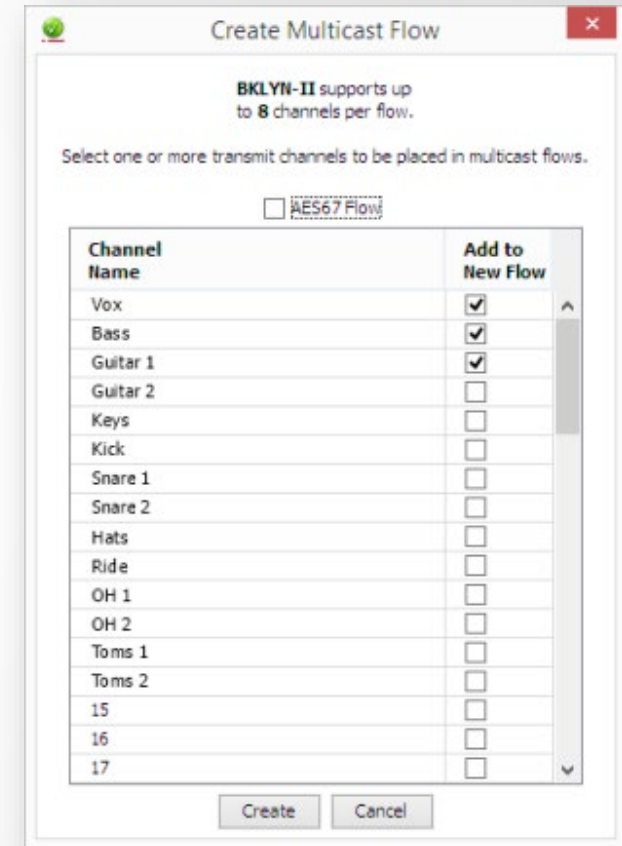 Create Multicast Flow
BKLYN-II supports up
to 8 channels per flow.
Select one or more transmit channels to be placed in multicast flows.
AES67 Flow
Channel Name
Add to New Flow
Vox
Bass
Guitar 1
Guitar 2
Keys
Kick
Snare 1
Snare 2
Hats
Ride
OH 1
OH 2
Toms 1
Toms 2
15
16
17
Create
Cancel